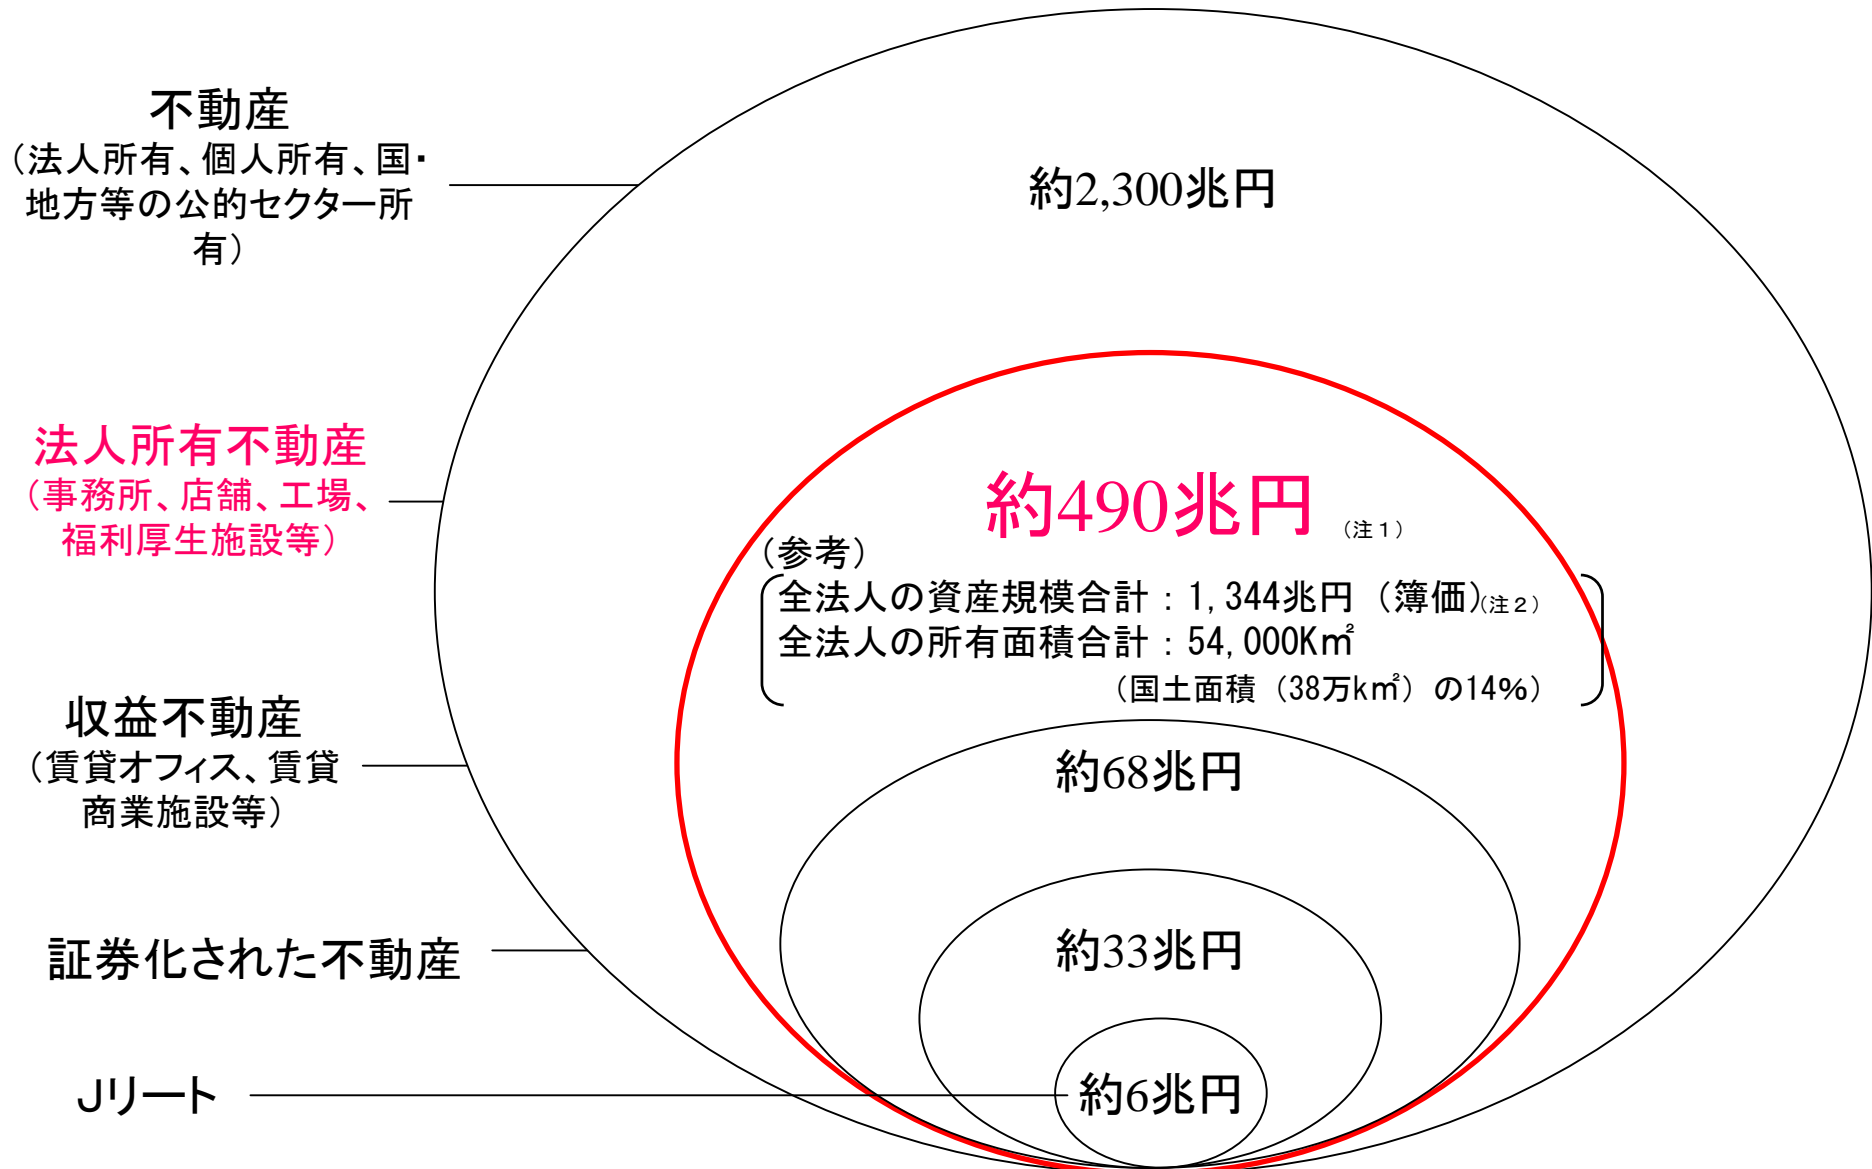 不動産
（法人所有、個人所有、国・
地方等の公的セクター所
有）
約2,300兆円
法人所有不動産
（事務所、店舗、工場、
福利厚生施設等）
約490兆円 （注１）
（参考）
全法人の資産規模合計：1,344兆円（簿価）（注２）
全法人の所有面積合計：54,000K㎡
（国土面積（38万k㎡）の14%）
収益不動産
（賃貸オフィス、賃貸
商業施設等）
約68兆円
証券化された不動産
約33兆円
Jリート
約6兆円